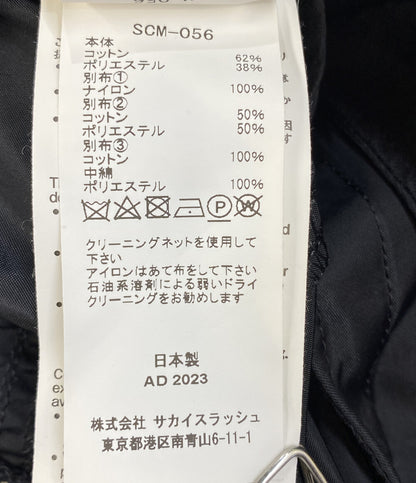 SCM-056
本体
コットン 62%
ポリエステル 38%
別布①
ナイロン 100%
別布②
コットン 50%
ポリエステル 50%
別布③
コットン 100%
中綿
ポリエステル 100%
P W
クリーニングネットを使用して
下さい
アイロンはあて布をして下さい
石油系溶剤による弱いドライ
クリーニングをお勧めします
日本製
AD 2023
株式会社 サカイスラッシュ
東京都港区南青山6-11-1